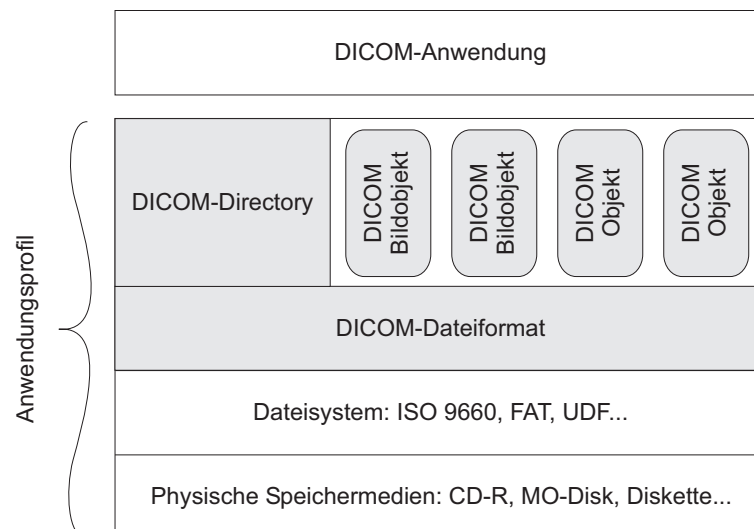 DICOM-Anwendung
Anwendungsprofil
DICOM-Directory
DICOM
Bildobjekt
DICOM
Bildobjekt
DICOM
Objekt
DICOM
Objekt
DICOM-Dateiformat
Dateisystem: ISO 9660, FAT, UDF...
Physische Speichermedien: CD-R, MO-Disk, Diskette...